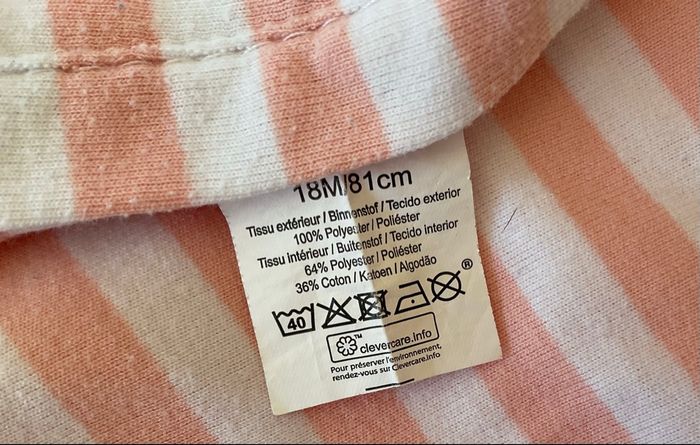 18M/81cm
Tissu extérieur / Binnenstof / Tecido exterior
100% Polyester / Poliéster
Tissu intérieur / Buitenstof / Tecido interior
64% Polyester / Poliéster
36% Coton / Katoen / Algodão
40 ®
™ clevercare.info
Pour préserver l'environnement,
rendez-vous sur Clevercare.info